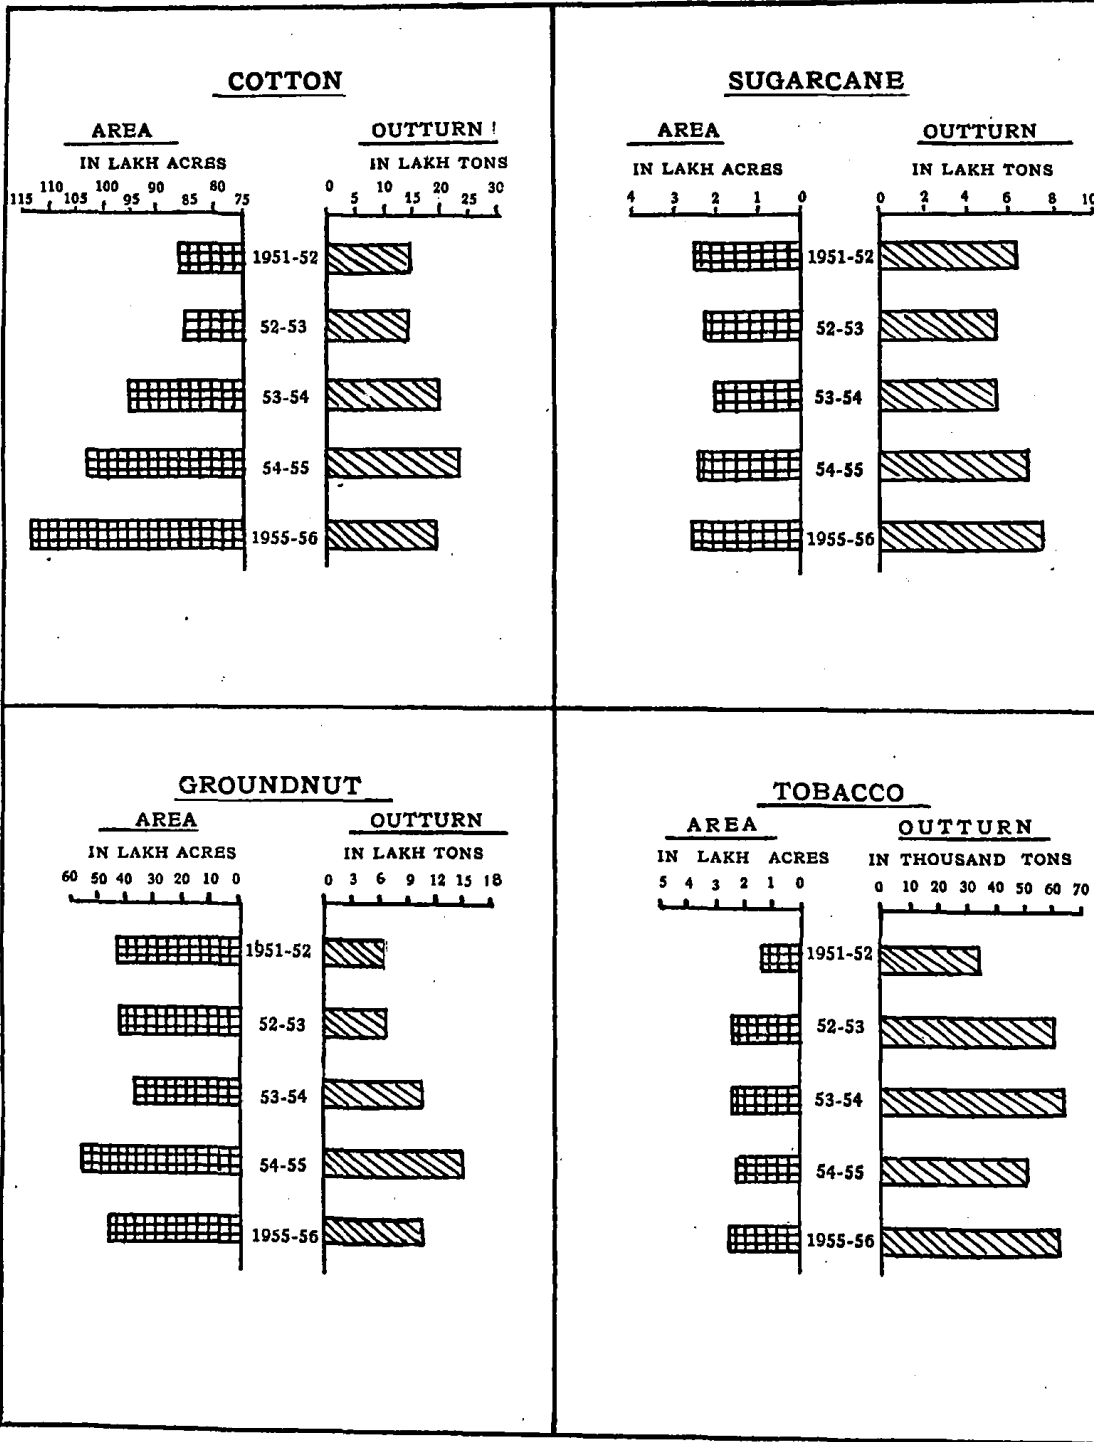 COTTON
AREA OUTTURN !
IN LAKH ACRES IN LAKH TONS
115 110 105 100 95 90 85 80 75 0 5 10 15 20 25 30
1951-52
52-53
53-54
54-55
1955-56
SUGARCANE
AREA OUTTURN
IN LAKH ACRES IN LAKH TONS
4 3 2 1 0 0 2 4 6 8 10
1951-52
52-53
53-54
54-55
1955-56
GROUNDNUT
AREA OUTTURN
IN LAKH ACRES IN LAKH TONS
60 50 40 30 20 10 0 0 3 6 9 12 15 18
1951-52
52-53
53-54
54-55
1955-56
TOBACCO
AREA OUTTURN
IN LAKH ACRES IN THOUSAND TONS
5 4 3 2 1 0 0 10 20 30 40 50 60 70
1951-52
52-53
53-54
54-55
1955-56